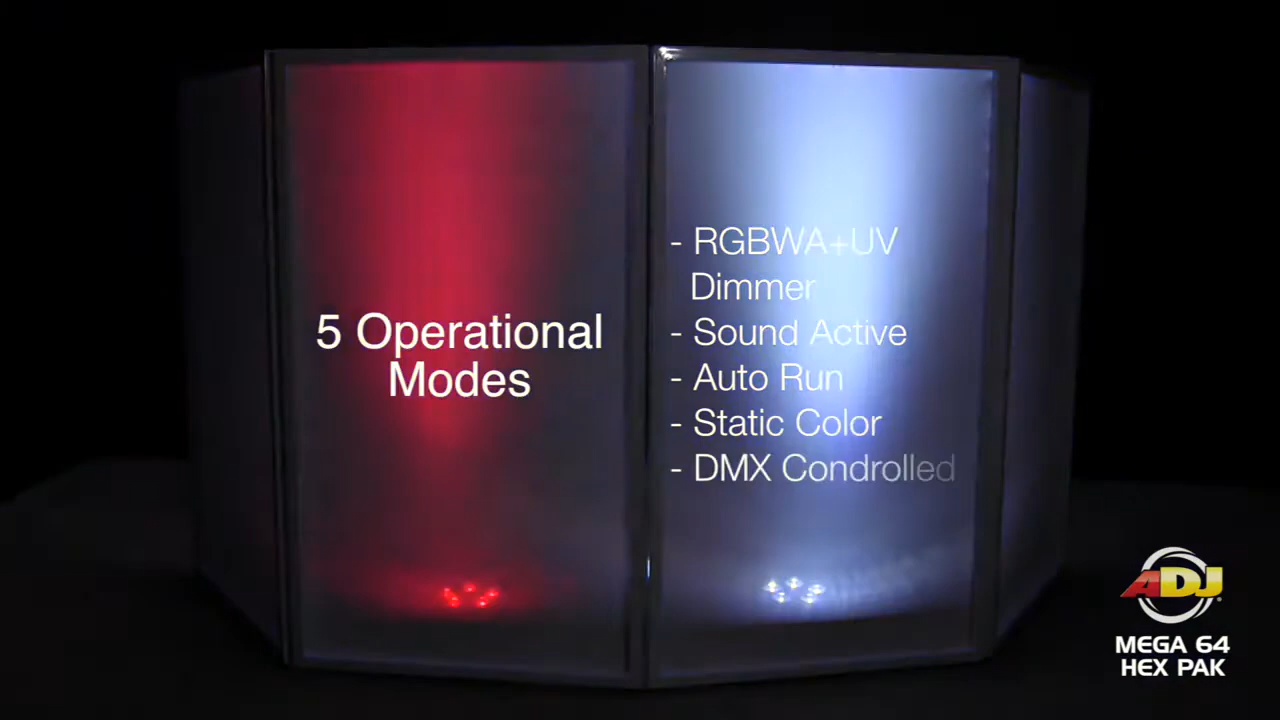 5 Operational
Modes
- RGBWA+UV
Dimmer
- Sound Active
- Auto Run
- Static Color
- DMX Condrolled
ADJ
MEGA 64
HEX PAK